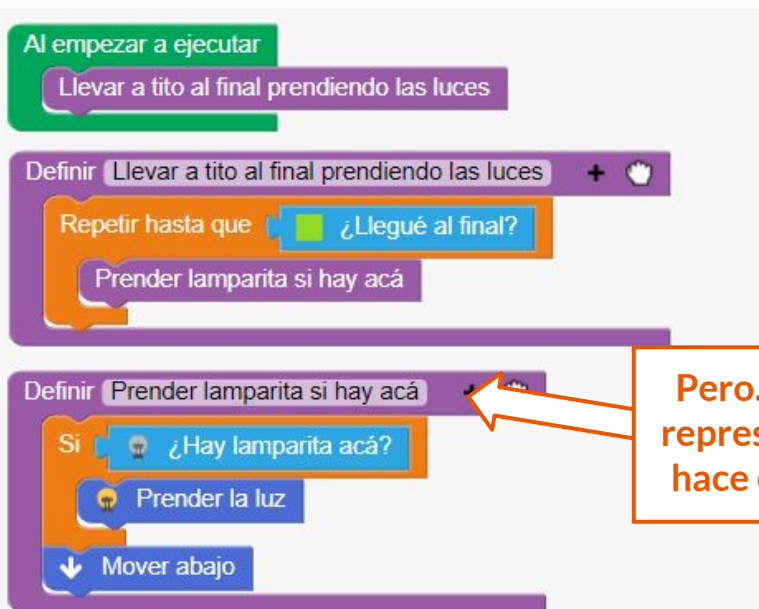 Al empezar a ejecutar
Llevar a tito al final prendiendo las luces
Definir Llevar a tito al final prendiendo las luces +
Repetir hasta que ¿Llegué al final?
Prender lamparita si hay acá
Definir Prender lamparita si hay acá
Si ¿Hay lamparita acá?
Prender la luz
Mover abajo
Pero.
hace